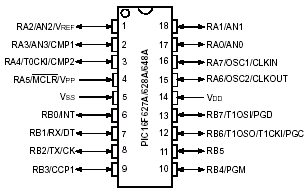 RA2/AN2/VREF 1 18 RA1/AN1
RA3/AN3/CMP1 2 17 RA0/AN0
RA4/T0CKI/CMP2 3 16 RA7/OSC1/CLKIN
RA5/MCLR/VPP 4 15 RA6/OSC2/CLKOUT
VSS 5 14 VDD
RB0/INT 6 13 RB7/T1OSI/PGD
RB1/RX/DT 7 12 RB6/T1OSO/T1CKI/PGC
RB2/TX/CK 8 11 RB5
RB3/CCP1 9 10 RB4/PGM
PIC16F627A/628A/648A